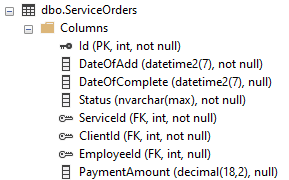 dbo.ServiceOrders
Columns
Id (PK, int, not null)
DateOfAdd (datetime2(7), not null)
DateOfComplete (datetime2(7), null)
Status (nvarchar(max), not null)
ServiceId (FK, int, not null)
ClientId (FK, int, not null)
EmployeeId (FK, int, null)
PaymentAmount (decimal(18,2), null)